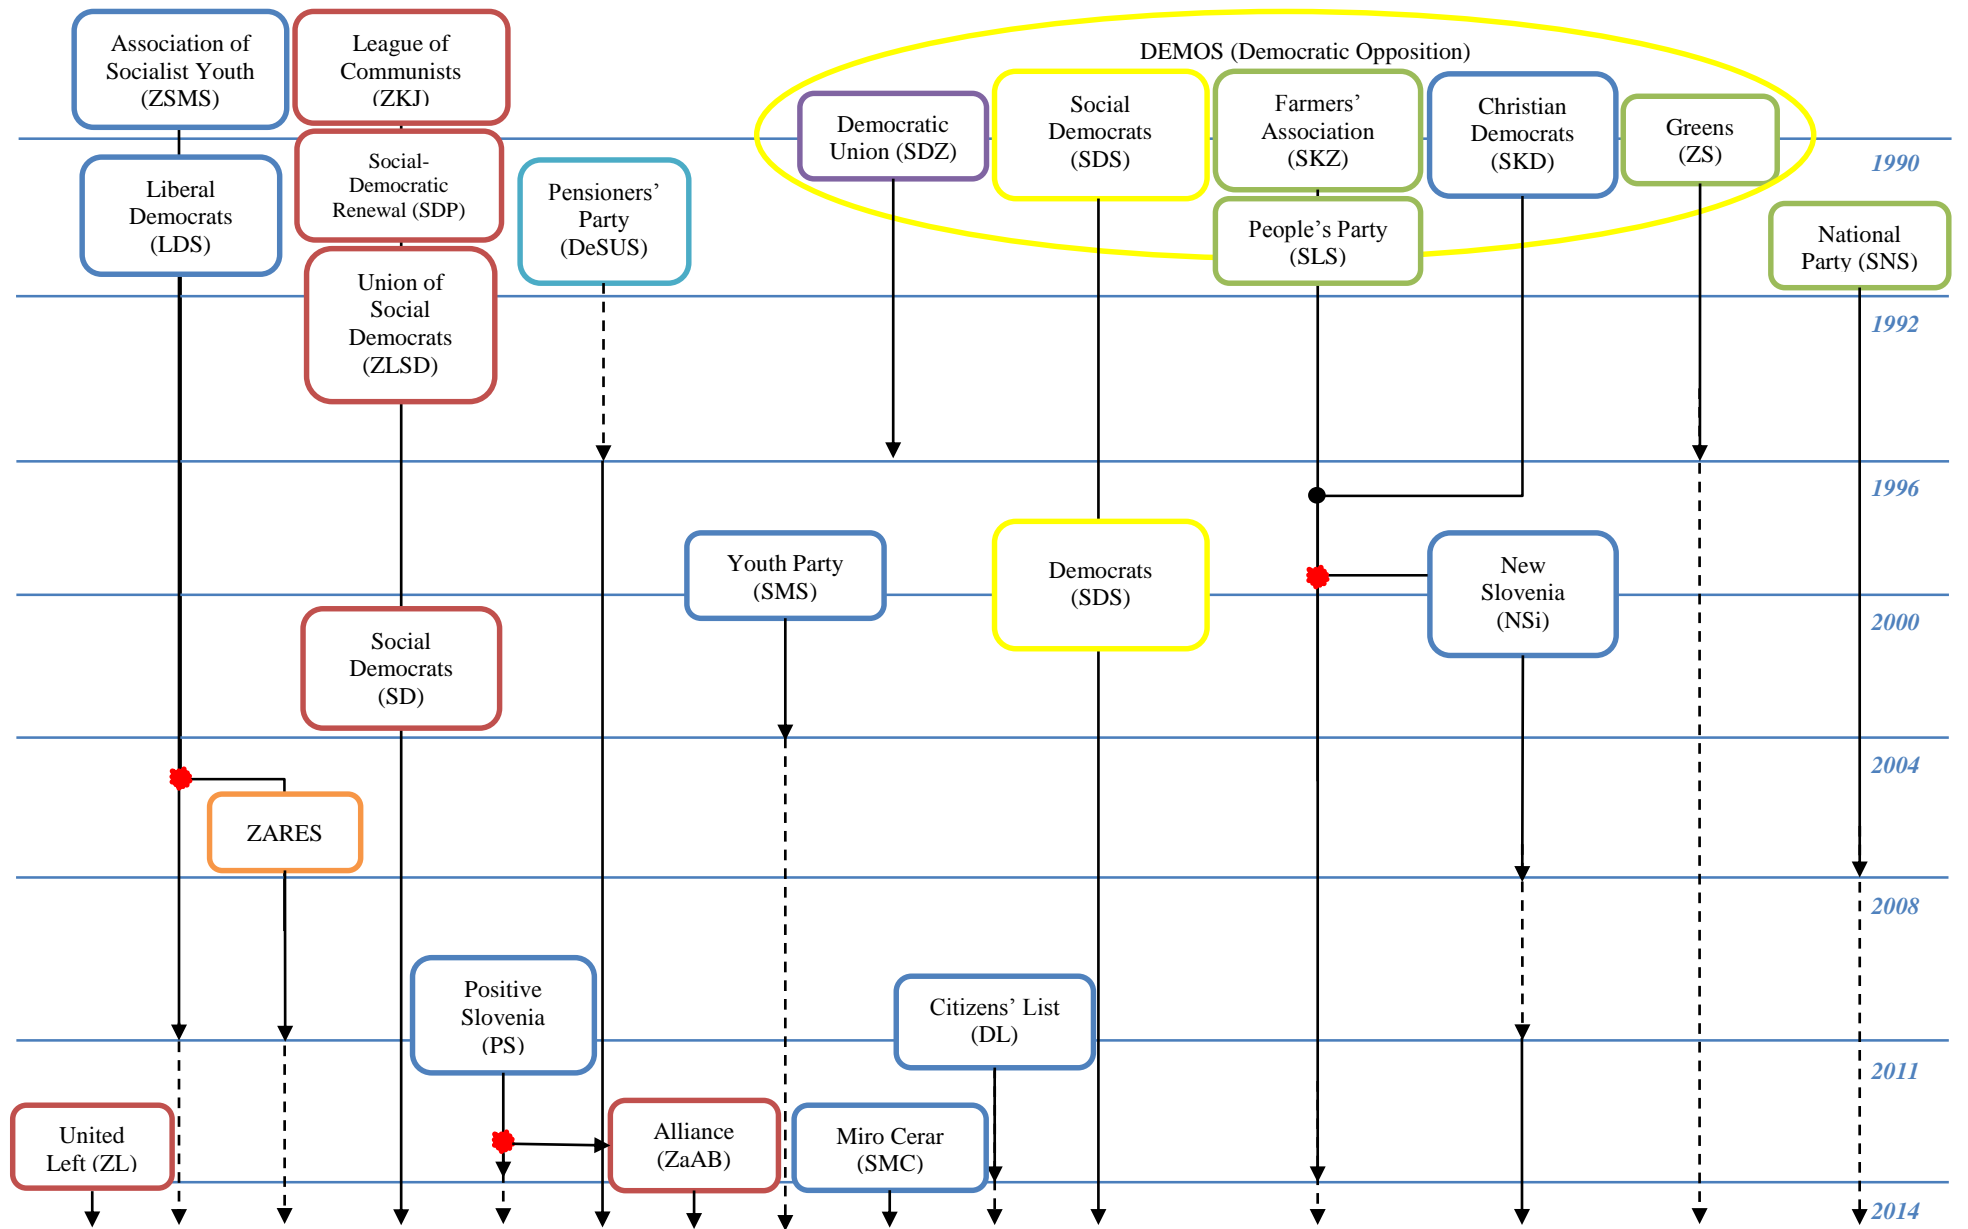 Association of
Socialist Youth
(ZSMS)
League of
Communists
(ZKJ)
DEMOS (Democratic Opposition)
Democratic
Union (SDZ)
Social
Democrats
(SDS)
Farmers’
Association
(SKZ)
Christian
Democrats
(SKD)
Greens
(ZS)
1990
Liberal
Democrats
(LDS)
Social-
Democratic
Renewal (SDP)
Pensioners’
Party
(DeSUS)
People’s Party
(SLS)
National
Party (SNS)
Union of
Social
Democrats
(ZLSD)
1992
1996
Youth Party
(SMS)
Democrats
(SDS)
New
Slovenia
(NSi)
2000
Social
Democrats
(SD)
2004
ZARES
2008
Positive
Slovenia
(PS)
Citizens’ List
(DL)
2011
United
Left (ZL)
Alliance
(ZaAB)
Miro Cerar
(SMC)
2014